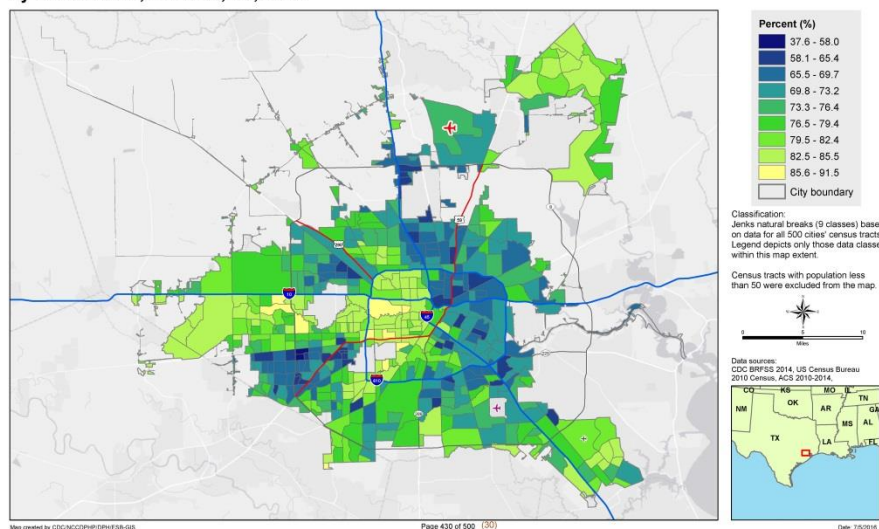 Percent (%)
37.6 - 58.0
58.1 - 65.4
65.5 - 69.7
69.8 - 73.2
73.3 - 76.4
76.5 - 79.4
79.5 - 82.4
82.5 - 85.5
85.6 - 91.5
City boundary
Classification:
Jenks natural breaks (9 classes) base
on data for all 500 cities' census tracts
Legend depicts only those data classe
within this map extent.
Census tracts with population less
than 50 were excluded from the map.
0 5 10
Miles
Data sources:
CDC BRFSS 2014, US Census Bureau
2010 Census, ACS 2010-2014,
CO KS MO IL
TN
OK
NM AR GA
MS AL
TX LA FL
59
10
45
610
Map created by CDC/NCCDPHP/DPH/ESB-GIS
Page 430 of 500 (30)
Date: 7/5/2016